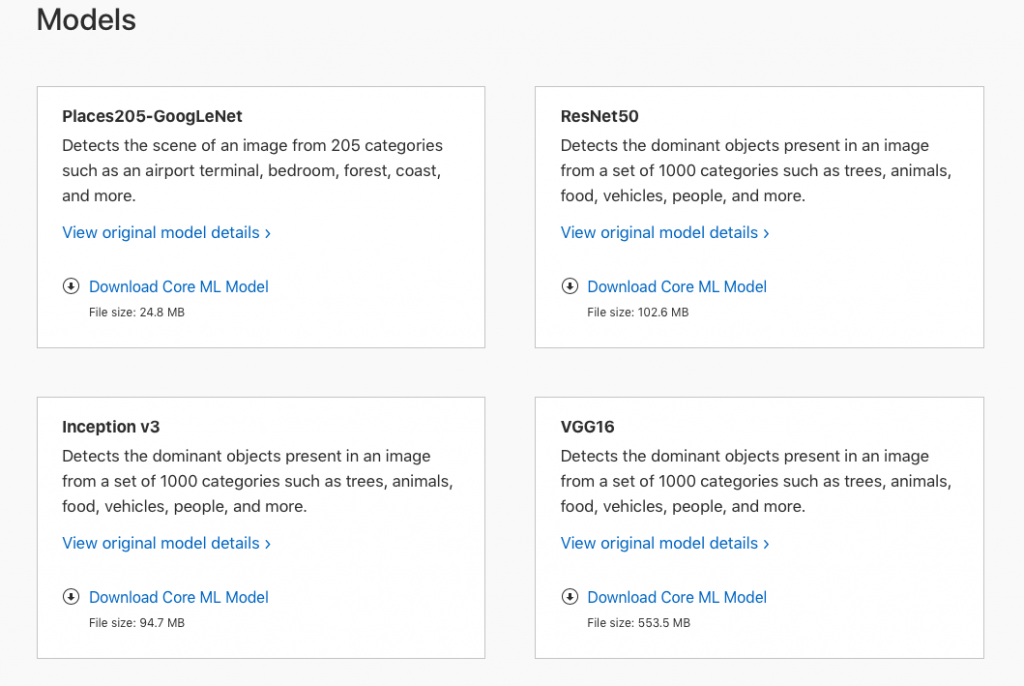 Models
Places205-GoogLeNet
Detects the scene of an image from 205 categories
such as an airport terminal, bedroom, forest, coast,
and more.
View original model details ›
Download Core ML Model
File size: 24.8 MB
ResNet50
Detects the dominant objects present in an image
from a set of 1000 categories such as trees, animals,
food, vehicles, people, and more.
View original model details ›
Download Core ML Model
File size: 102.6 MB
Inception v3
Detects the dominant objects present in an image
from a set of 1000 categories such as trees, animals,
food, vehicles, people, and more.
View original model details ›
Download Core ML Model
File size: 94.7 MB
VGG16
Detects the dominant objects present in an image
from a set of 1000 categories such as trees, animals,
food, vehicles, people, and more.
View original model details ›
Download Core ML Model
File size: 553.5 MB